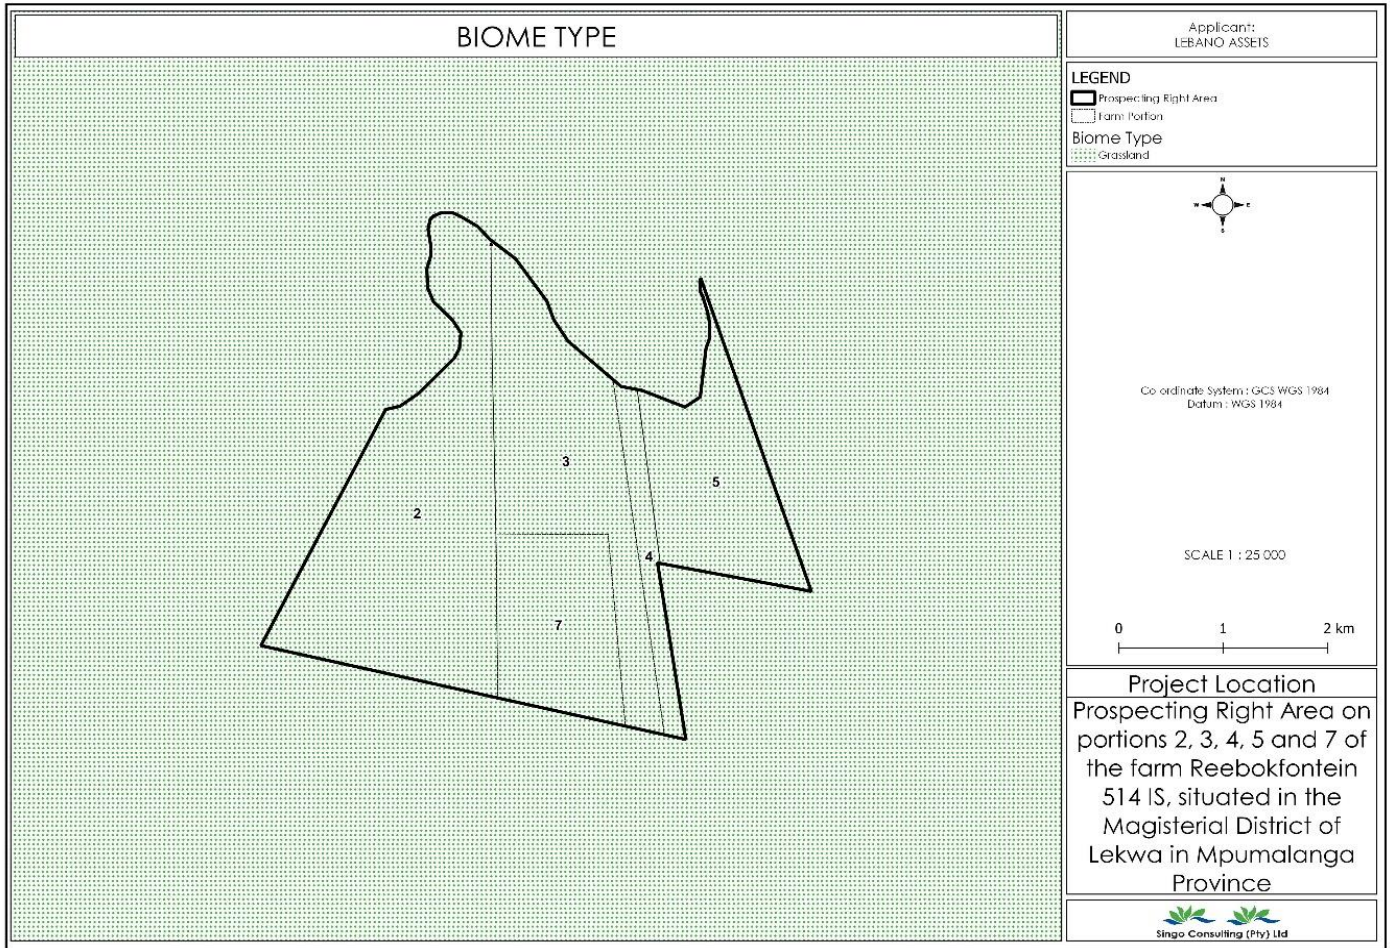 BIOME TYPE
Applicant:
LEBANO ASSETS
LEGEND
Prospecting Right Area
Farm Portion
Biome Type
Grassland
N
W E
S
Co ordinate System : GCS WGS 1984
Datum : WGS 1984
SCALE 1 : 25 000
0 1 2 km
3
5
2
4
7
Project Location
Prospecting Right Area on
portions 2, 3, 4, 5 and 7 of
the farm Reebokfontein
514 IS, situated in the
Magisterial District of
Lekwa in Mpumalanga
Province
Singo Consulting (Pty) Ltd